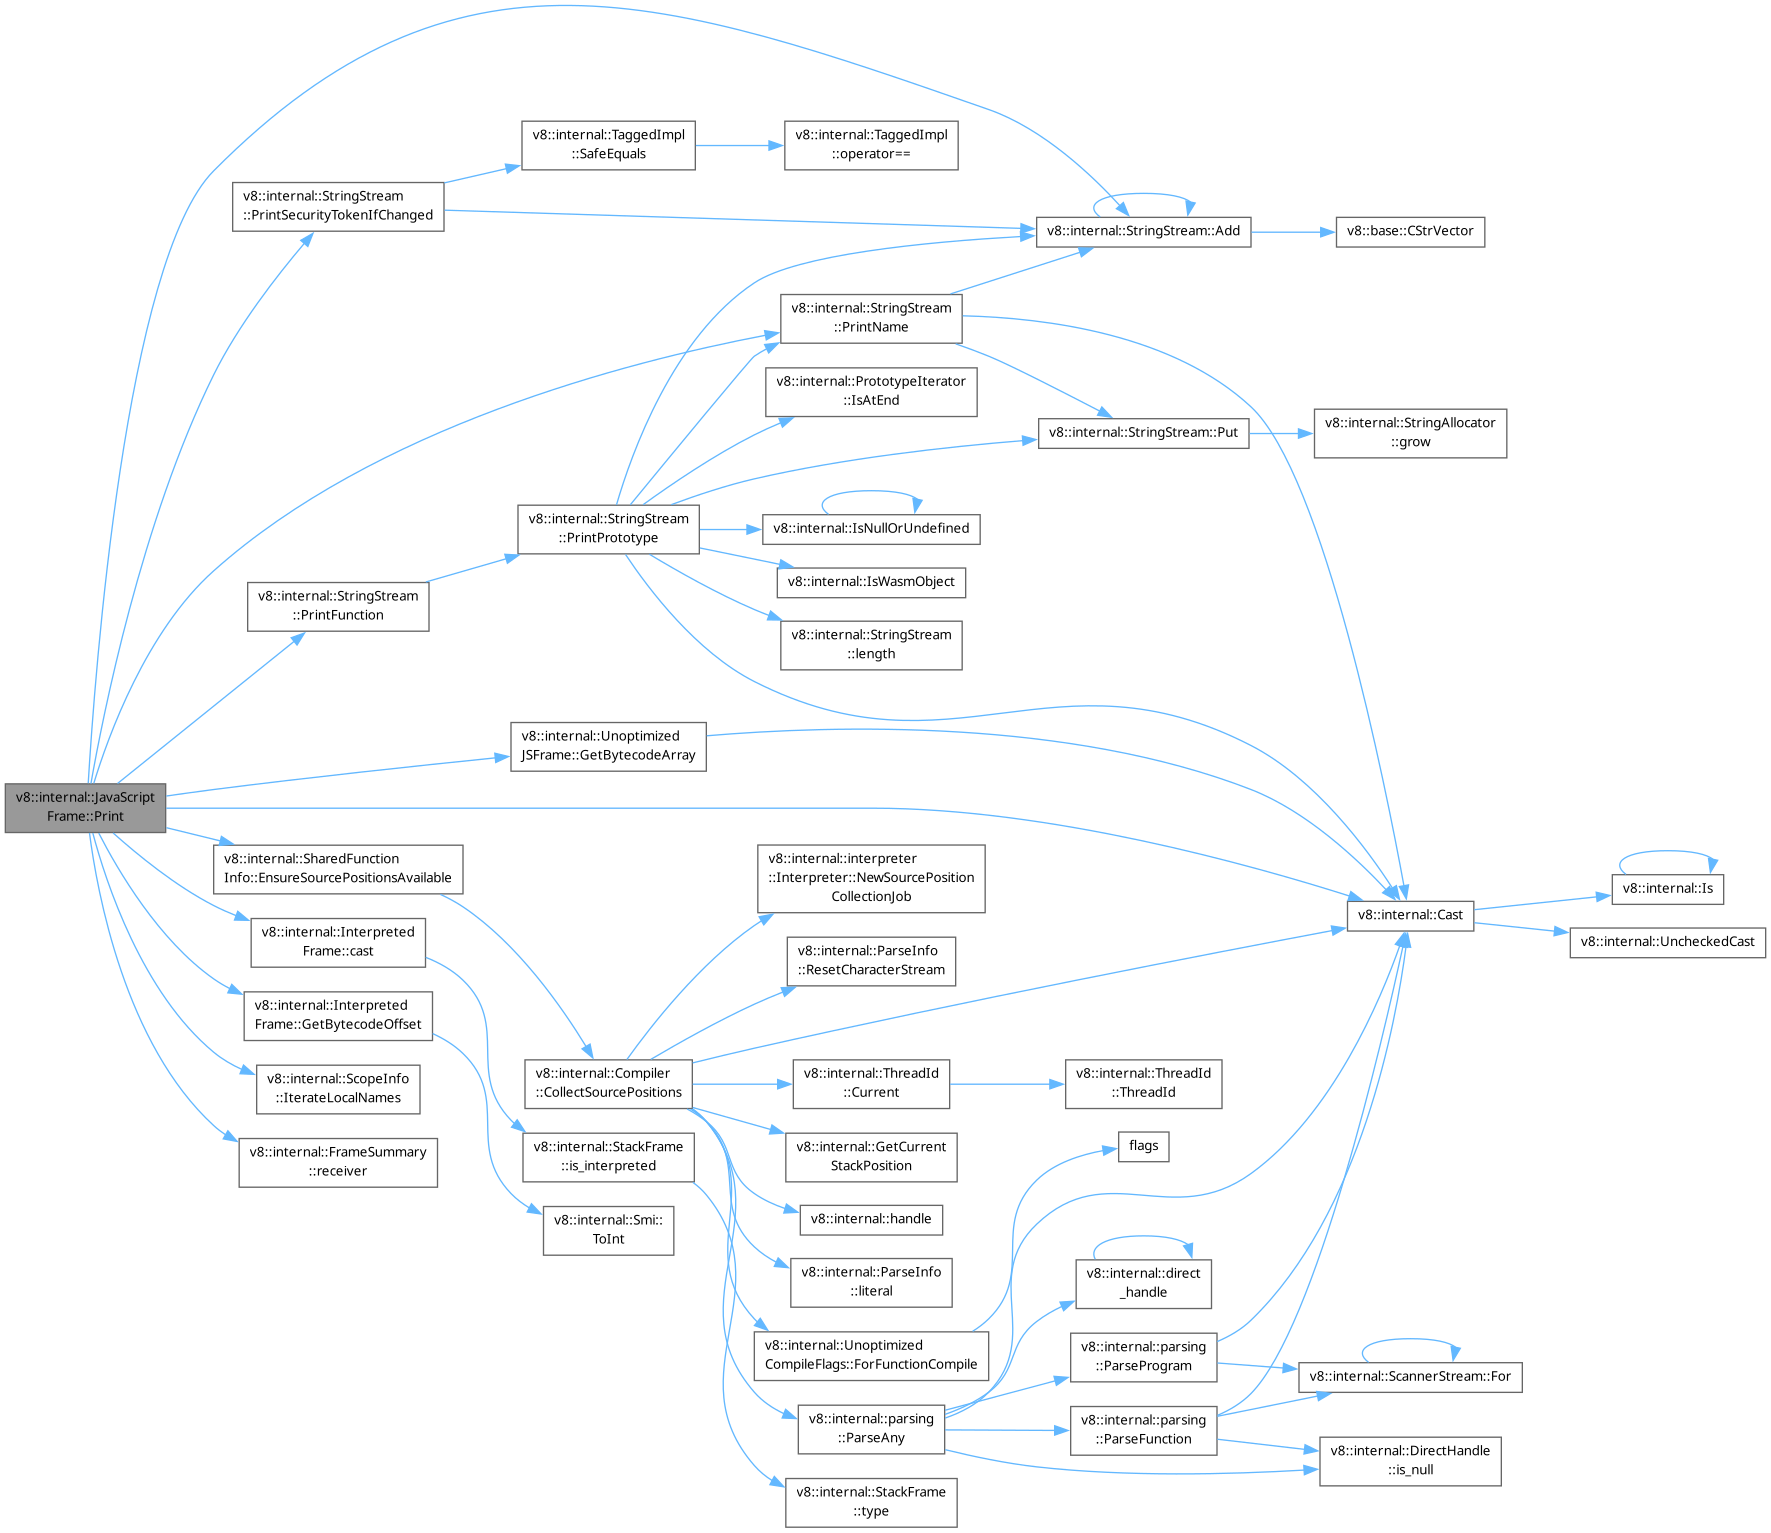 v8::internal::TaggedImpl
::SafeEquals
v8::internal::TaggedImpl
::operator==
v8::internal::StringStream
::PrintSecurityTokenIfChanged
v8::internal::StringStream::Add
v8::base::CStrVector
v8::internal::StringStream
::PrintName
v8::internal::PrototypeIterator
::IsAtEnd
v8::internal::StringStream::Put
v8::internal::StringAllocator
::grow
v8::internal::StringStream
::PrintPrototype
v8::internal::IsNullOrUndefined
v8::internal::IsWasmObject
v8::internal::StringStream
::PrintFunction
v8::internal::StringStream
::length
v8::internal::Unoptimized
JSFrame::GetBytecodeArray
v8::internal::JavaScript
Frame::Print
v8::internal::SharedFunction
Info::EnsureSourcePositionsAvailable
v8::internal::interpreter
::Interpreter::NewSourcePosition
CollectionJob
v8::internal::Is
v8::internal::Cast
v8::internal::UncheckedCast
v8::internal::Interpreted
Frame::cast
v8::internal::ParseInfo
::ResetCharacterStream
v8::internal::Interpreted
Frame::GetBytecodeOffset
v8::internal::ScopeInfo
::IterateLocalNames
v8::internal::Compiler
::CollectSourcePositions
v8::internal::ThreadId
::Current
v8::internal::ThreadId
::ThreadId
v8::internal::FrameSummary
::receiver
v8::internal::StackFrame
::is_interpreted
v8::internal::GetCurrent
StackPosition
flags
v8::internal::Smi::
ToInt
v8::internal::handle
v8::internal::ParseInfo
::literal
v8::internal::direct
_handle
v8::internal::Unoptimized
CompileFlags::ForFunctionCompile
v8::internal::parsing
::ParseProgram
v8::internal::ScannerStream::For
v8::internal::parsing
::ParseAny
v8::internal::parsing
::ParseFunction
v8::internal::DirectHandle
::is_null
v8::internal::StackFrame
::type